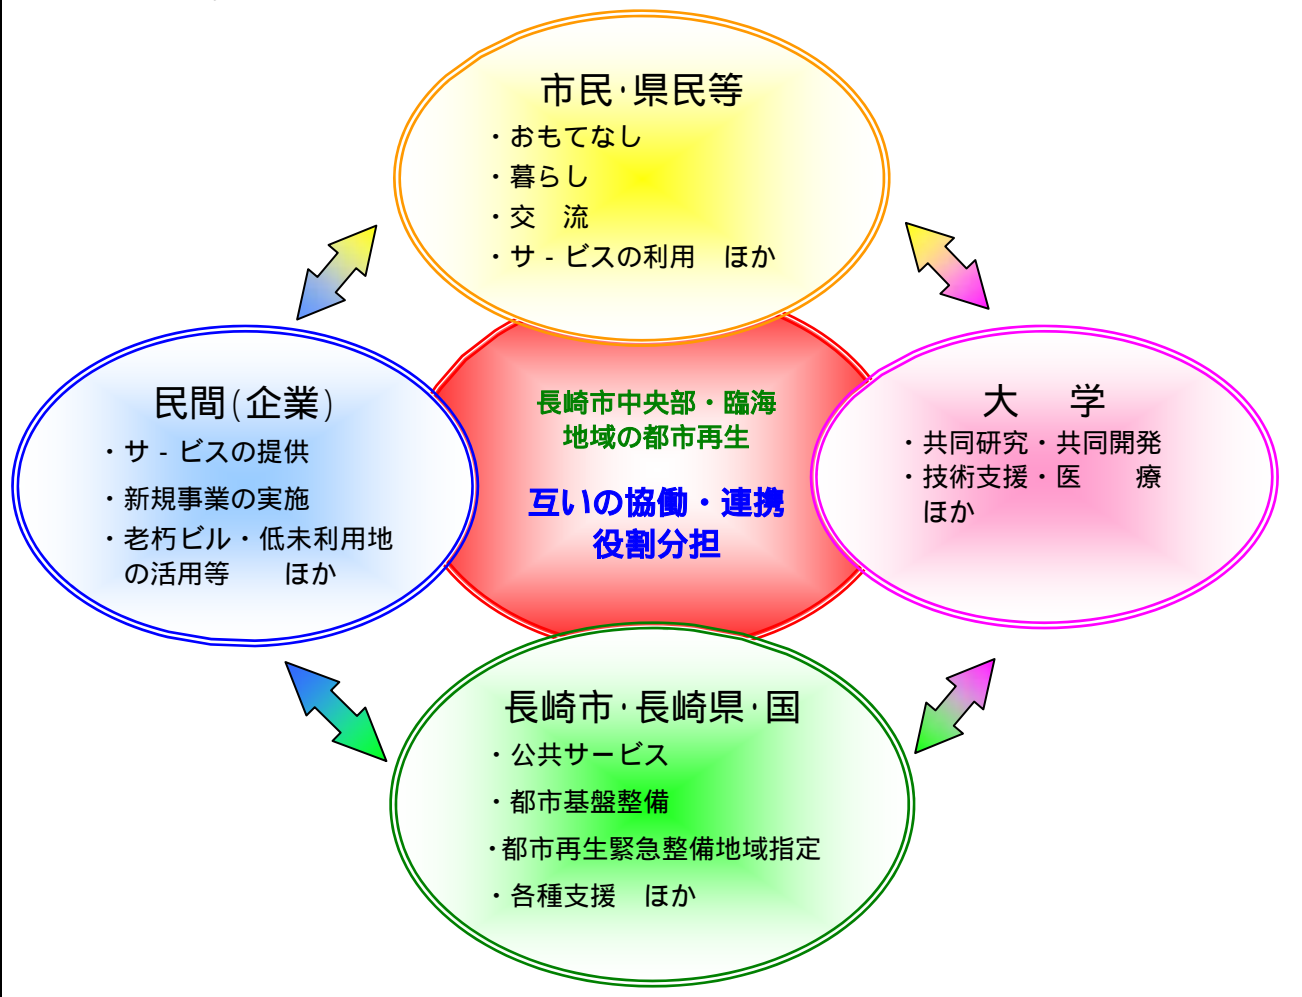 市民･県民等
・おもてなし
・暮らし
・交　流
・サ - ビスの利用　ほか
民間(企業)
・サ - ビスの提供
・新規事業の実施
・老朽ビル・低未利用地
の活用等　　ほか
長崎市中央部・臨海
地域の都市再生
互いの協働・連携
役割分担
大　学
・共同研究・共同開発
・技術支援・医　　療
ほか
長崎市･長崎県･国
・公共サービス
・都市基盤整備
・都市再生緊急整備地域指定
・各種支援　ほか